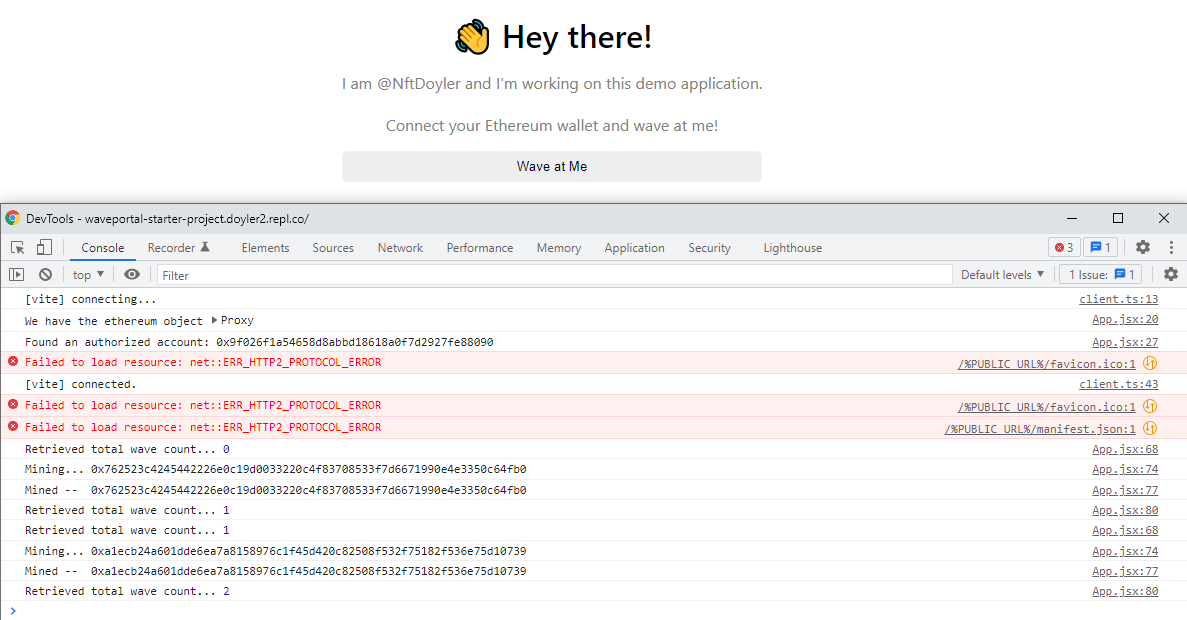 👋 Hey there!
I am @NftDoyler and I'm working on this demo application.
Connect your Ethereum wallet and wave at me!
Wave at Me
DevTools - waveportal-starter-project.doyler2.repl.co/
Console Recorder Elements Sources Network Performance Memory Application Security Lighthouse 3 1
top ▼ Filter Default levels ▼ 1 Issue: 1
[vite] connecting... client.ts:13
We have the ethereum object ▶Proxy App.jsx:20
Found an authorized account: 0x9f026f1a54658d8abbd18618a0f7d2927fe88090 App.jsx:27
Failed to load resource: net::ERR_HTTP2_PROTOCOL_ERROR /%PUBLIC_URL%/favicon.ico:1
[vite] connected. client.ts:43
Failed to load resource: net::ERR_HTTP2_PROTOCOL_ERROR /%PUBLIC_URL%/favicon.ico:1
Failed to load resource: net::ERR_HTTP2_PROTOCOL_ERROR /%PUBLIC_URL%/manifest.json:1
Retrieved total wave count... 0 App.jsx:68
Mining... 0x762523c4245442226e0c19d0033220c4f83708533f7d6671990e4e3350c64fb0 App.jsx:74
Mined -- 0x762523c4245442226e0c19d0033220c4f83708533f7d6671990e4e3350c64fb0 App.jsx:77
Retrieved total wave count... 1 App.jsx:80
Retrieved total wave count... 1 App.jsx:68
Mining... 0xa1ecb24a601dde6ea7a8158976c1f45d420c82508f532f75182f536e75d10739 App.jsx:74
Mined -- 0xa1ecb24a601dde6ea7a8158976c1f45d420c82508f532f75182f536e75d10739 App.jsx:77
Retrieved total wave count... 2 App.jsx:80